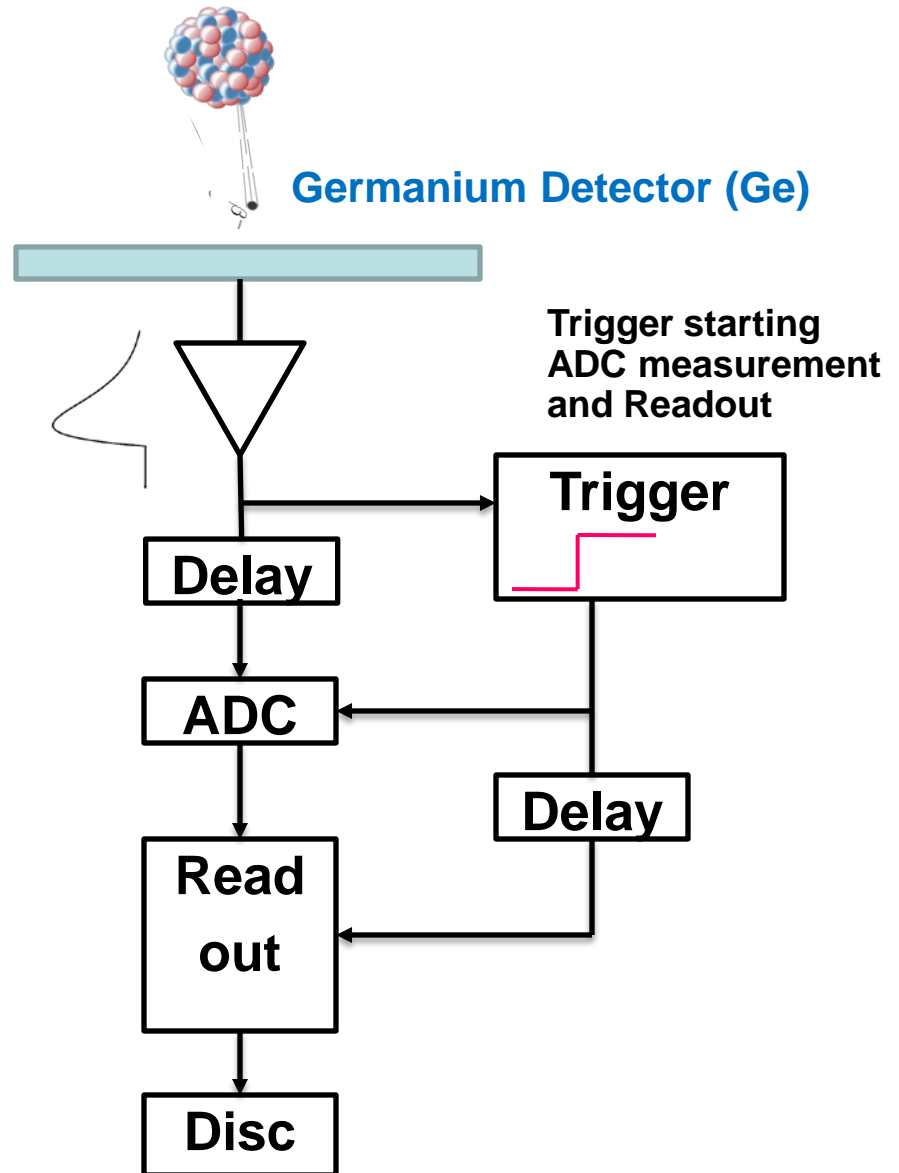 Germanium Detector (Ge)
β-
Trigger starting
ADC measurement
and Readout
Trigger
Delay
ADC
Delay
Read
out
Disc